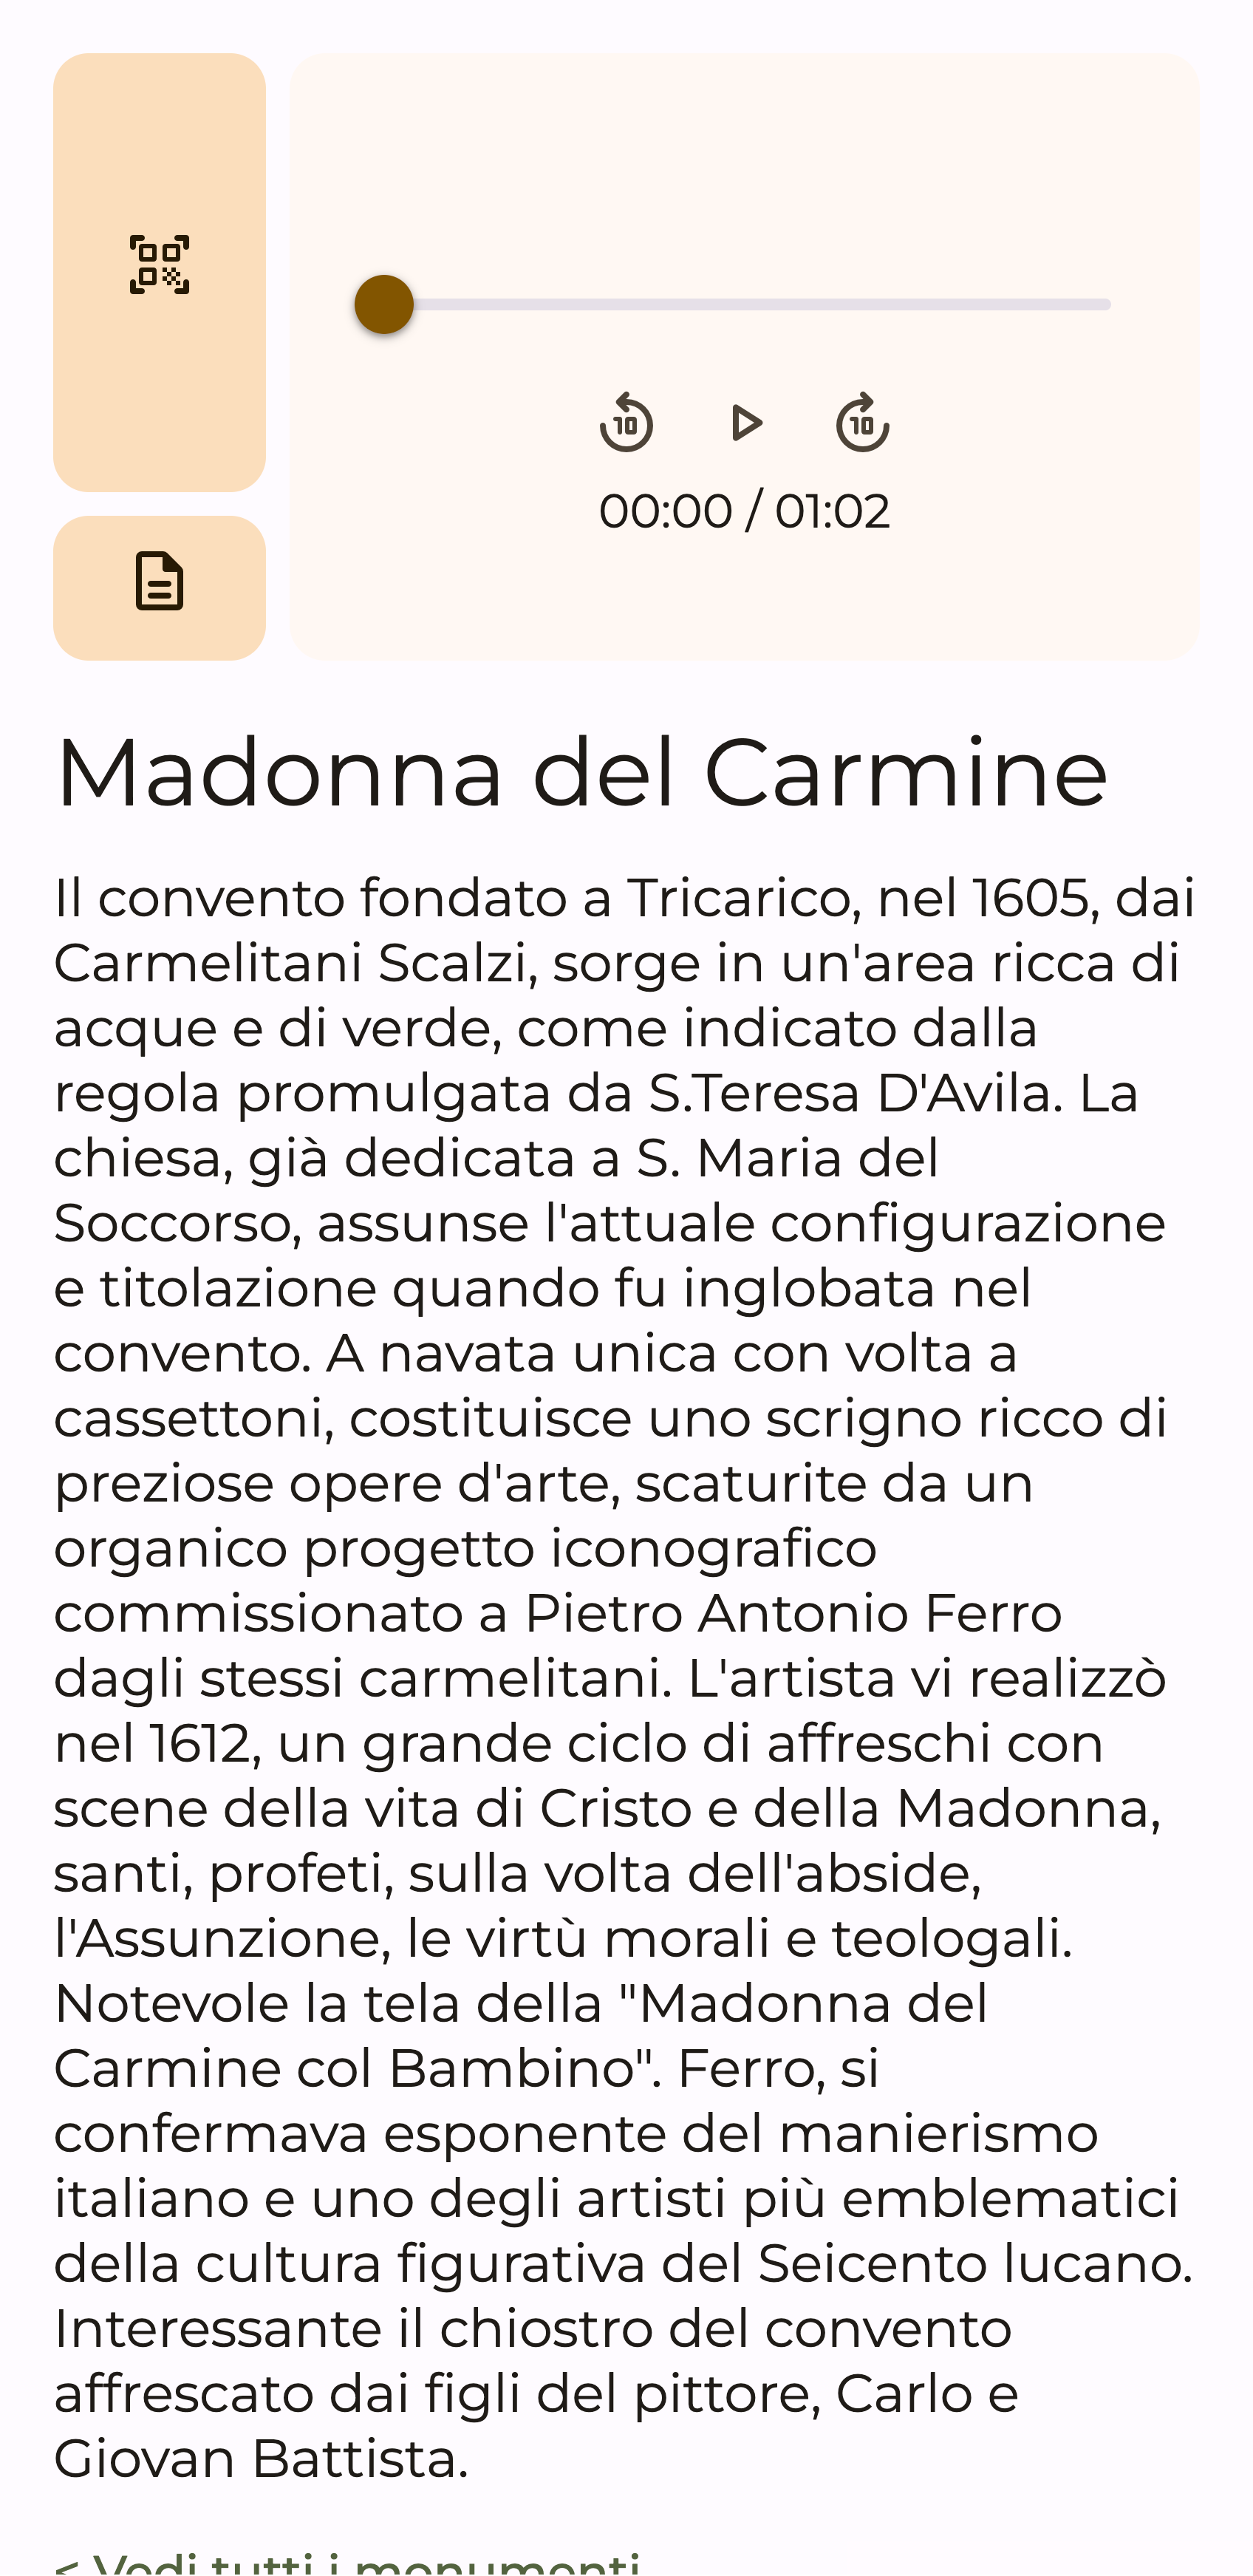 10 10
00:00 / 01:02
Madonna del Carmine
Il convento fondato a Tricarico, nel 1605, dai
Carmelitani Scalzi, sorge in un'area ricca di
acque e di verde, come indicato dalla
regola promulgata da S.Teresa D'Avila. La
chiesa, già dedicata a S. Maria del
Soccorso, assunse l'attuale configurazione
e titolazione quando fu inglobata nel
convento. A navata unica con volta a
cassettoni, costituisce uno scrigno ricco di
preziose opere d'arte, scaturite da un
organico progetto iconografico
commissionato a Pietro Antonio Ferro
dagli stessi carmelitani. L'artista vi realizzò
nel 1612, un grande ciclo di affreschi con
scene della vita di Cristo e della Madonna,
santi, profeti, sulla volta dell'abside,
l'Assunzione, le virtù morali e teologali.
Notevole la tela della "Madonna del
Carmine col Bambino". Ferro, si
confermava esponente del manierismo
italiano e uno degli artisti più emblematici
della cultura figurativa del Seicento lucano.
Interessante il chiostro del convento
affrescato dai figli del pittore, Carlo e
Giovan Battista.
< Vedi tutti i monumenti